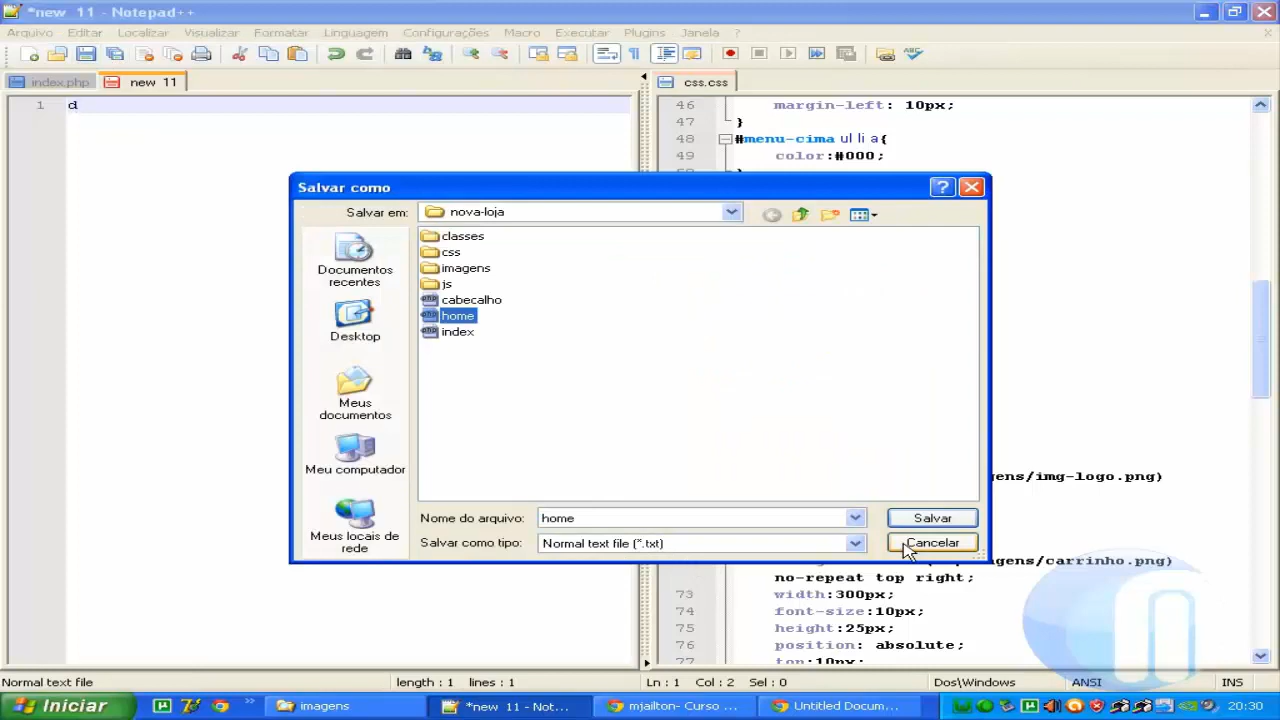 *new 11 - Notepad++
Arquivo Editar Localizar Visualizar Formatar Linguagem Configurações Macro Executar Plugins Janela ?
index.php new 11 css.css
1 d
46 margin-left: 10px;
47 }
48 #menu-cima ul li a{
49 color:#000;
Salvar como
Salvar em: nova-loja
Documentos recentes
Desktop
Meus documentos
Meu computador
Meus locais de rede
classes
css
imagens
js
cabecalho
home
index
Nome do arquivo: home Salvar
Salvar como tipo: Normal text file (*.txt) Cancelar
ens/img-logo.png)
agens/carrinho.png)
no-repeat top right;
73 width:300px;
74 font-size:10px;
75 height:25px;
76 position: absolute;
77 top:10px;
Normal text file length : 1 lines : 1 Ln : 1 Col : 2 Sel : 0 Dos\Windows ANSI INS
Iniciar imagens *new 11 - Not... mjailton- Curso ... Untitled Docum... 20:30